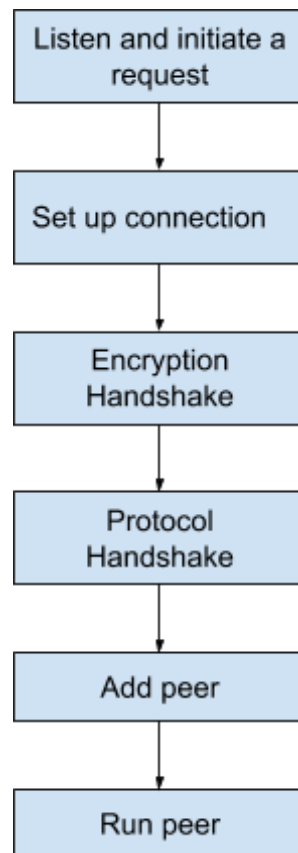 Listen and initiate a
request
Set up connection
Encryption
Handshake
Protocol
Handshake
Add peer
Run peer